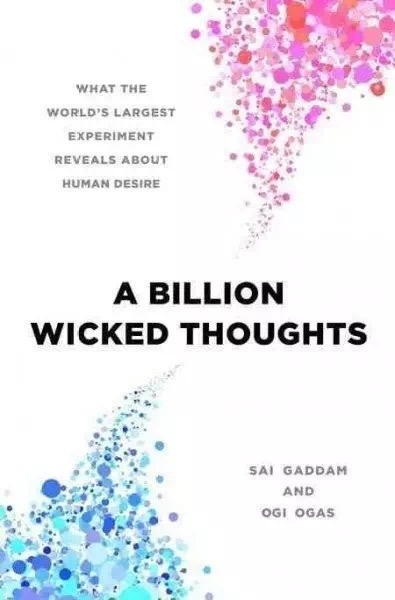 WHAT THE
WORLD'S LARGEST
EXPERIMENT
REVEALS ABOUT
HUMAN DESIRE
A BILLION
WICKED THOUGHTS
SAI GADDAM
AND
OGI OGAS